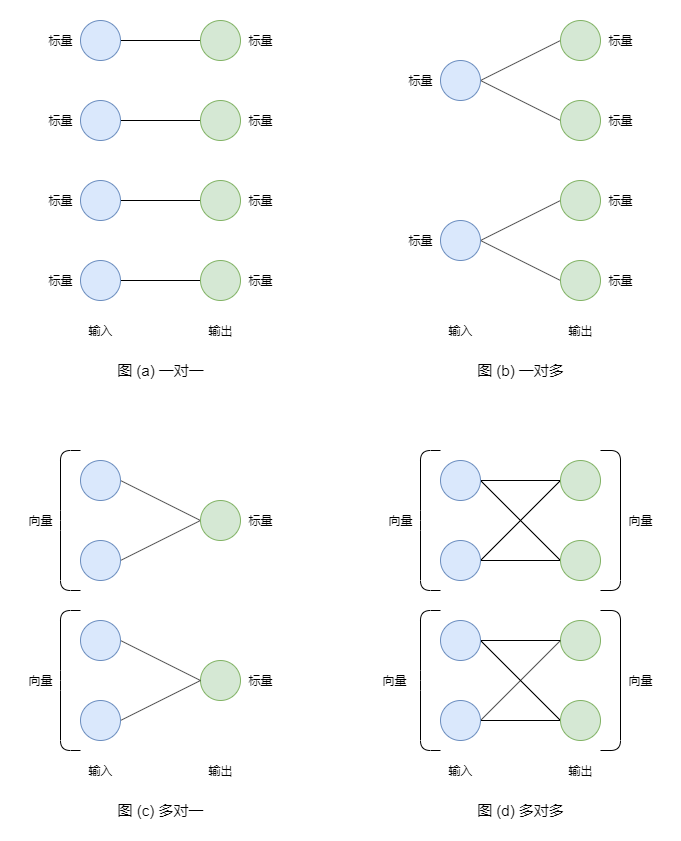 标量 标量
标量 标量
标量 标量
标量 标量
输入 输出
图 (a) 一对一
标量
标量
标量
标量
标量
标量
输入 输出
图 (b) 一对多
向量 标量
向量 标量
输入 输出
图 (c) 多对一
向量 向量
向量 向量
输入 输出
图 (d) 多对多